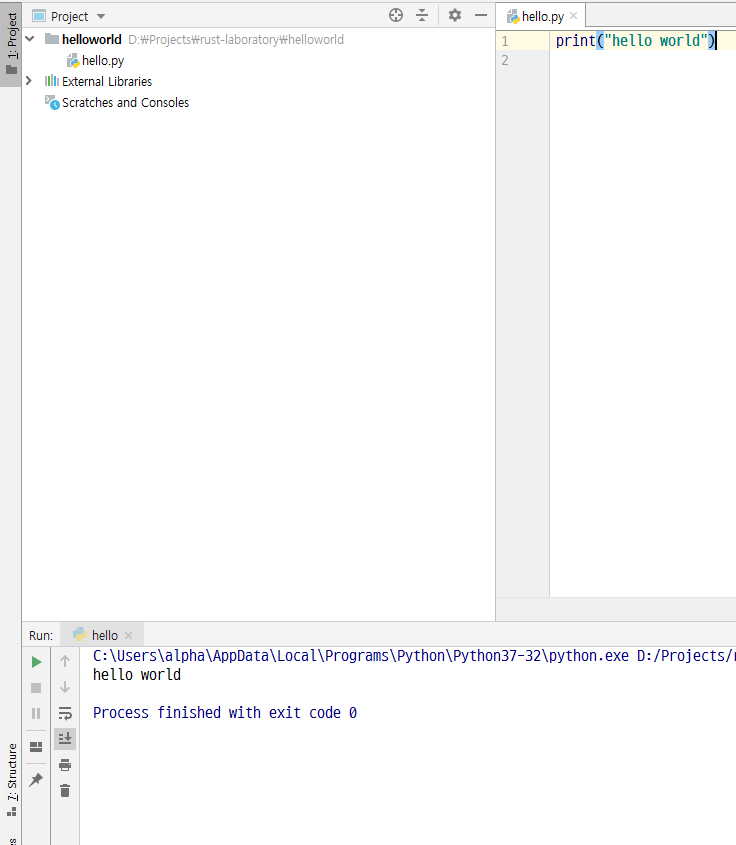 1: Project
Project
helloworld D:₩Projects₩rust-laboratory₩helloworld
hello.py
External Libraries
Scratches and Consoles
hello.py
1 print("hello world")
2
Run: hello
C:\Users\alpha\AppData\Local\Programs\Python\Python37-32\python.exe D:/Projects/
hello world
Process finished with exit code 0
7: Structure